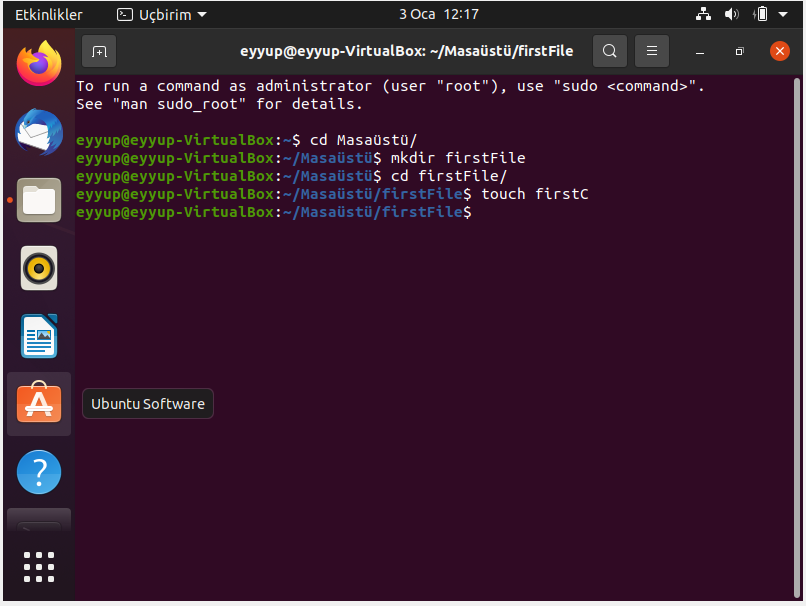 Etkinlikler
Uçbirim
3 Oca 12:17
eyyup@eyyup-VirtualBox: ~/Masaüstü/firstFile
To run a command as administrator (user "root"), use "sudo <command>".
See "man sudo_root" for details.
eyyup@eyyup-VirtualBox:~$ cd Masaüstü/
eyyup@eyyup-VirtualBox:~/Masaüstü$ mkdir firstFile
eyyup@eyyup-VirtualBox:~/Masaüstü$ cd firstFile/
eyyup@eyyup-VirtualBox:~/Masaüstü/firstFile$ touch firstC
eyyup@eyyup-VirtualBox:~/Masaüstü/firstFile$
Ubuntu Software